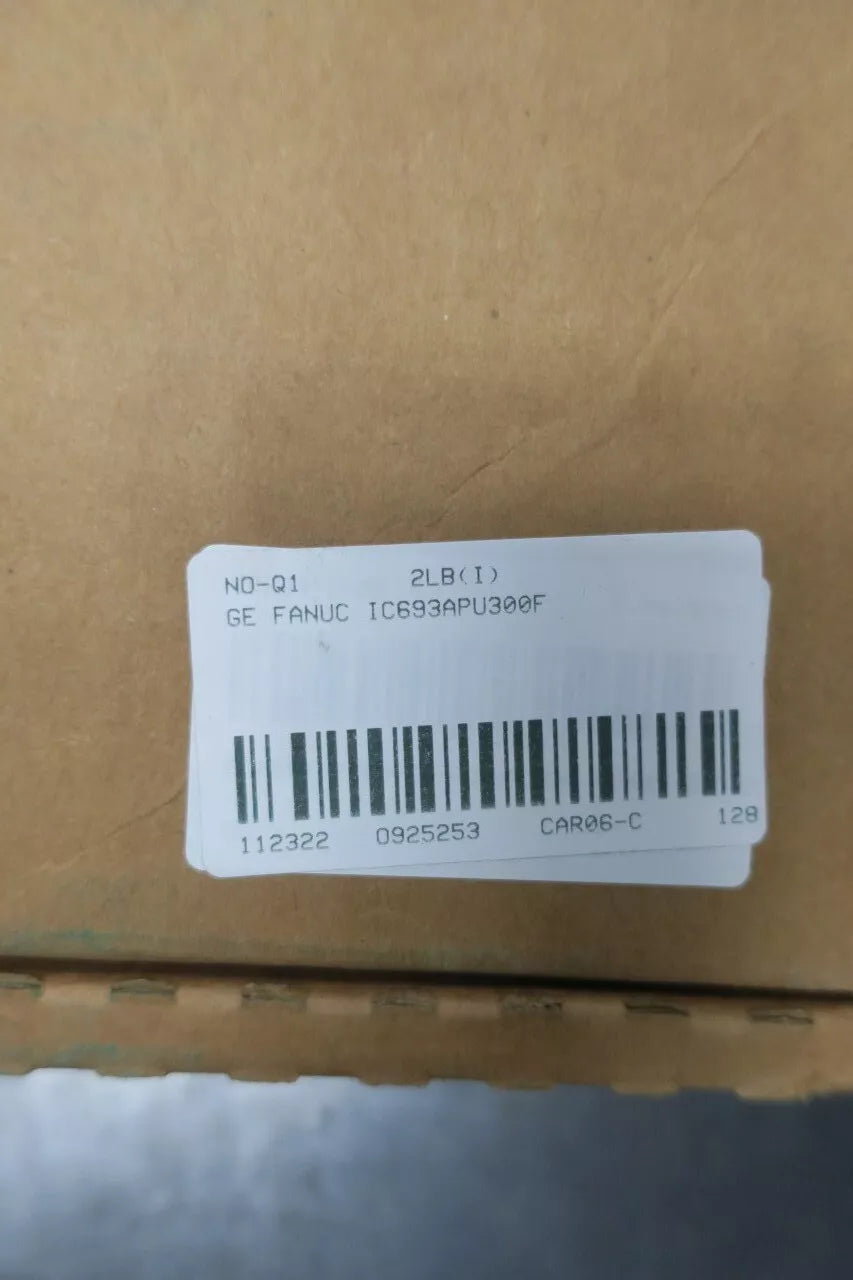 NO-Q1 2LB(I)
GE FANUC IC693APU300F
112322 0925253 CAR06-C 128